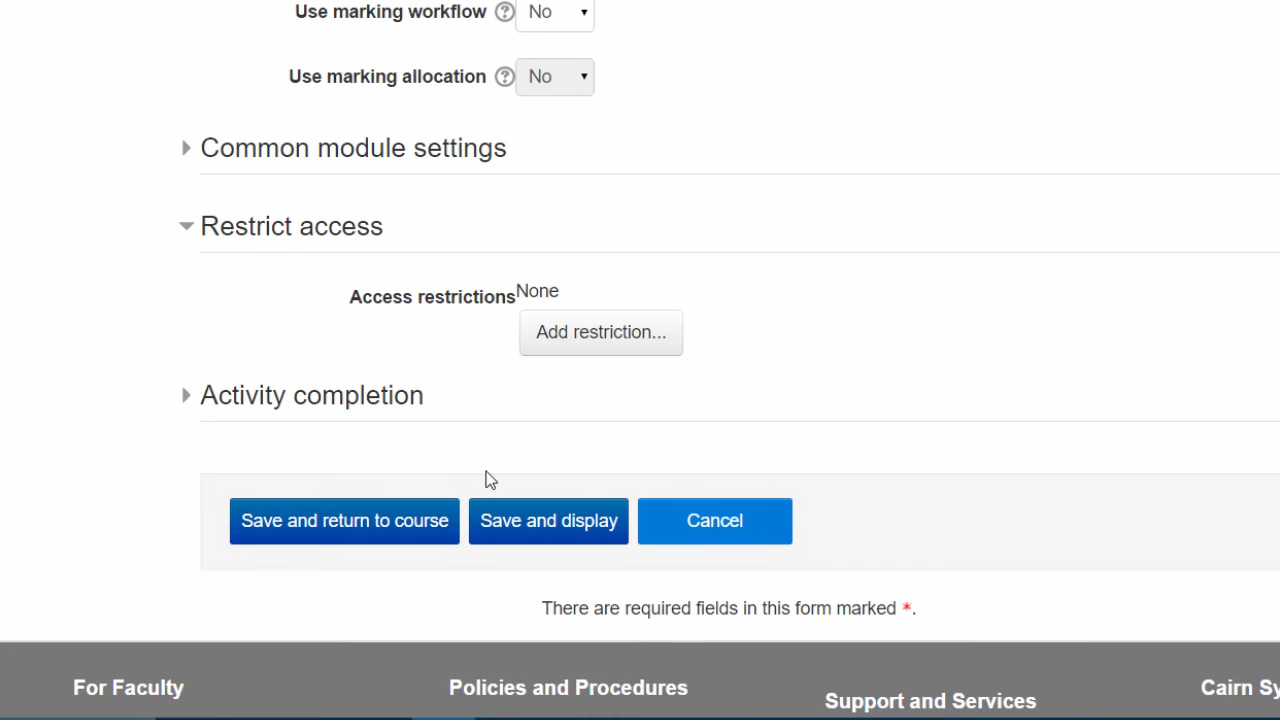 Use marking workflow ? No
Use marking allocation ? No
Common module settings
Restrict access
Access restrictions None
Add restriction...
Activity completion
Save and return to course Save and display Cancel
There are required fields in this form marked *.
For Faculty Policies and Procedures Support and Services Cairn Sy